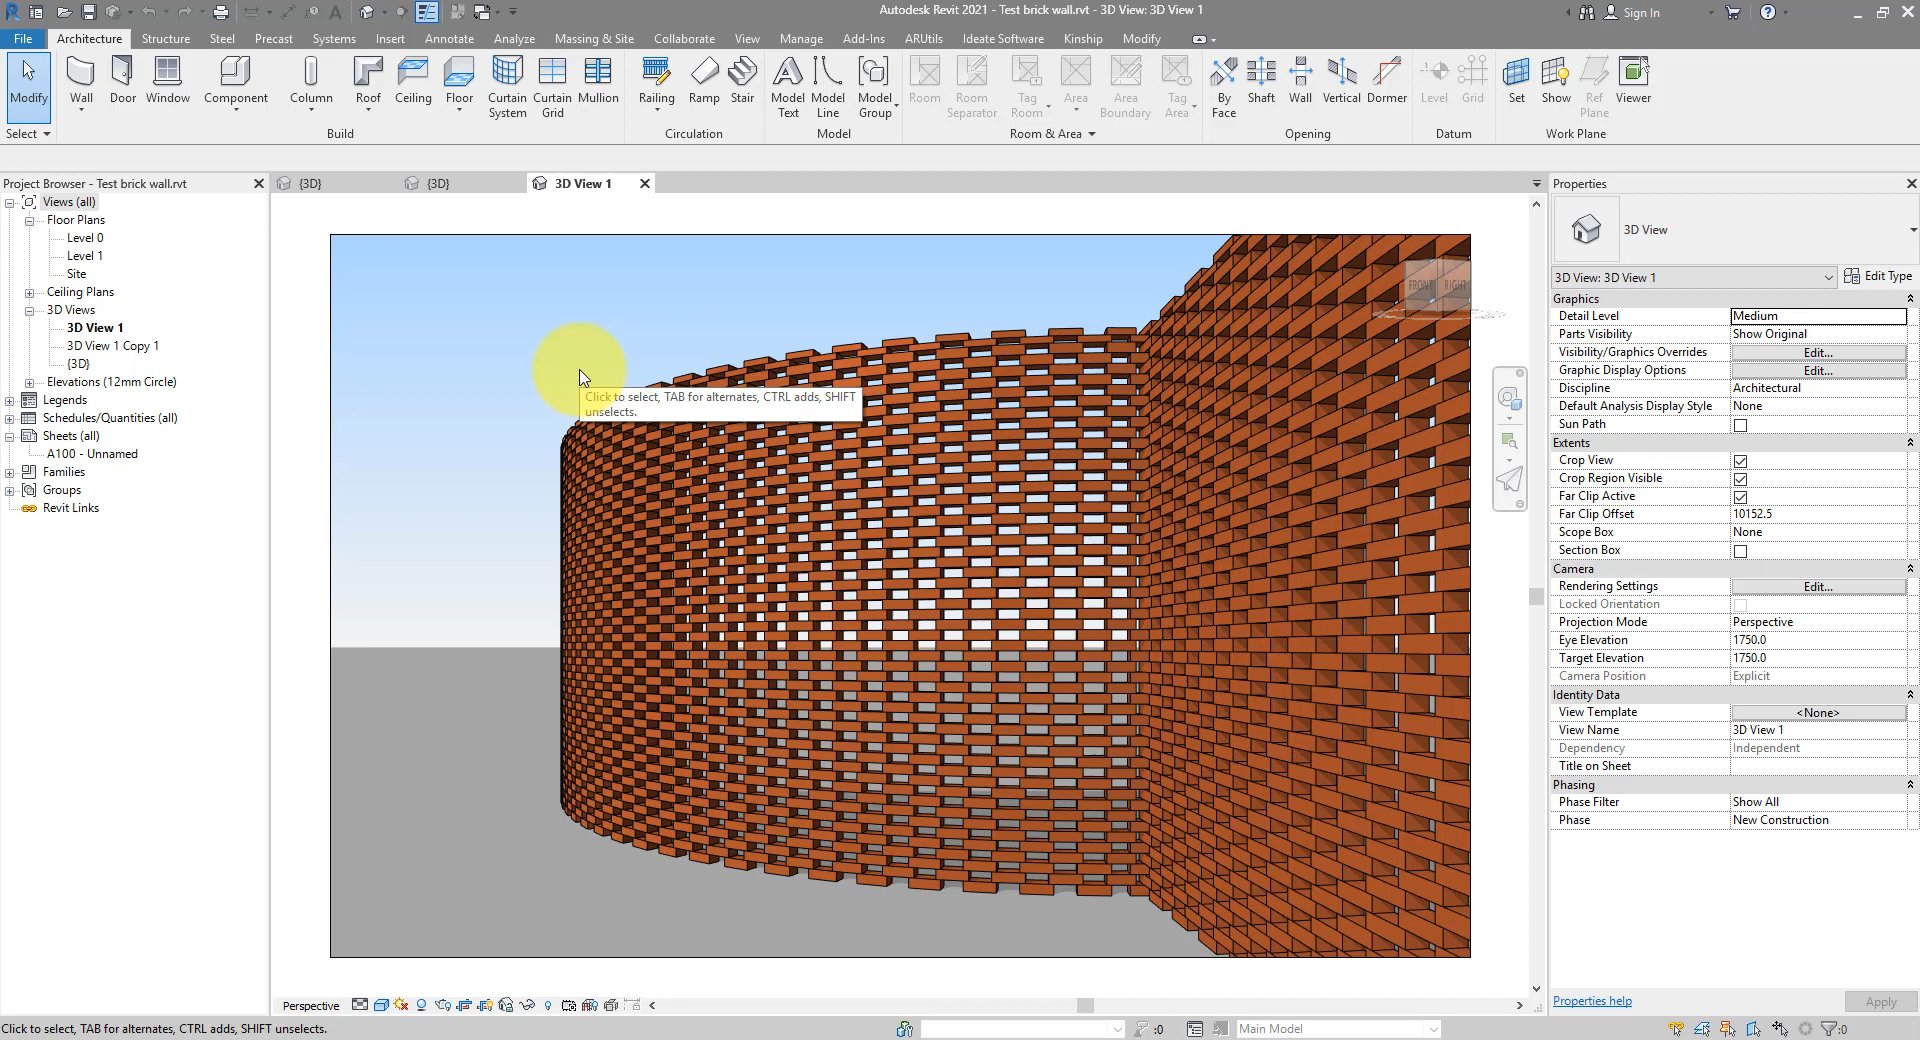 Autodesk Revit 2021 - Test brick wall.rvt - 3D View: 3D View 1
Sign In
File Architecture Structure Steel Precast Systems Insert Annotate Analyze Massing & Site Collaborate View Manage Add-Ins ARUtils Ideate Software Kinship Modify
Modify Wall Door Window Component Column Roof Ceiling Floor Curtain System Curtain Grid Mullion Railing Ramp Stair Model Text Model Line Model Group Room Room Separator Tag Room Area Area Boundary Tag Area By Face Shaft Wall Vertical Dormer Level Grid Set Show Ref Plane Viewer
Select Build Circulation Model Room & Area Opening Datum Work Plane
Project Browser - Test brick wall.rvt
Views (all)
Floor Plans
Level 0
Level 1
Site
Ceiling Plans
3D Views
3D View 1
3D View 1 Copy 1
{3D}
Elevations (12mm Circle)
Legends
Schedules/Quantities (all)
Sheets (all)
A100 - Unnamed
Families
Groups
Revit Links
{3D} {3D} 3D View 1
FRONT RIGHT
Click to select, TAB for alternates, CTRL adds, SHIFT
unselects.
Perspective
Properties
3D View
3D View: 3D View 1 Edit Type
Graphics
Detail Level Medium
Parts Visibility Show Original
Visibility/Graphics Overrides Edit...
Graphic Display Options Edit...
Discipline Architectural
Default Analysis Display Style None
Sun Path
Extents
Crop View
Crop Region Visible
Far Clip Active
Far Clip Offset 10152.5
Scope Box None
Section Box
Camera
Rendering Settings Edit...
Locked Orientation
Projection Mode Perspective
Eye Elevation 1750.0
Target Elevation 1750.0
Camera Position Explicit
Identity Data
View Template <None>
View Name 3D View 1
Dependency Independent
Title on Sheet
Phasing
Phase Filter Show All
Phase New Construction
Properties help Apply
Click to select, TAB for alternates, CTRL adds, SHIFT unselects. :0 Main Model :0